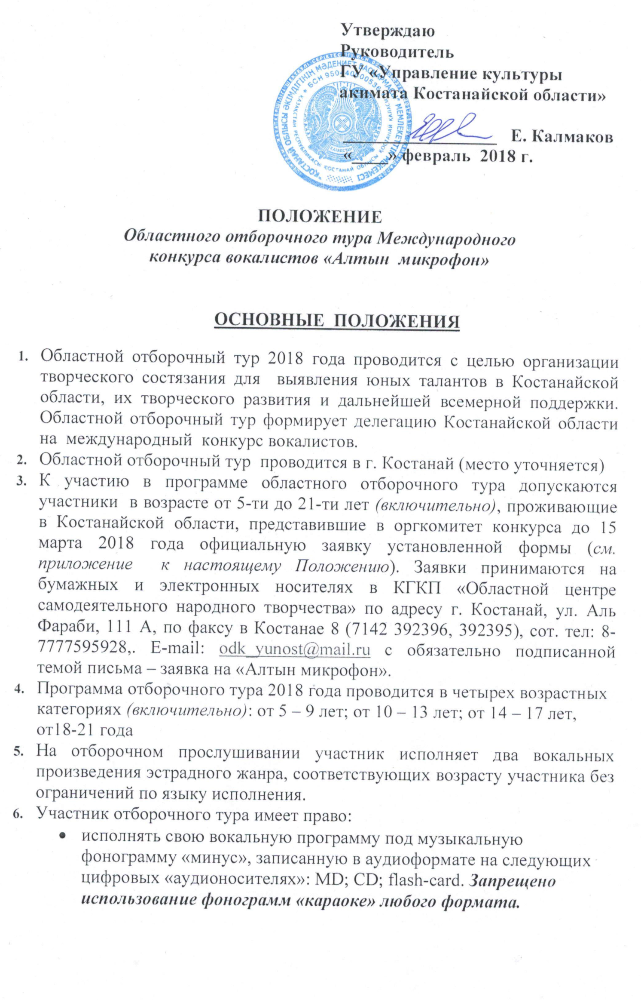 Утверждаю
Руководитель
ГУ «Управление культуры
акимата Костанайской области»
Е. Калмаков
«____» февраль 2018 г.
ПОЛОЖЕНИЕ
Областного отборочного тура Международного
конкурса вокалистов «Алтын микрофон»
ОСНОВНЫЕ ПОЛОЖЕНИЯ
1. Областной отборочный тур 2018 года проводится с целью организации
творческого состязания для выявления юных талантов в Костанайской
области, их творческого развития и дальнейшей всемерной поддержки.
Областной отборочный тур формирует делегацию Костанайской области
на международный конкурс вокалистов.
2. Областной отборочный тур проводится в г. Костанай (место уточняется)
3. К участию в программе областного отборочного тура допускаются
участники в возрасте от 5-ти до 21-ти лет (включительно), проживающие
в Костанайской области, представившие в оргкомитет конкурса до 15
марта 2018 года официальную заявку установленной формы (см.
приложение к настоящему Положению). Заявки принимаются на
бумажных и электронных носителях в КГКП «Областной центре
самодеятельного народного творчества» по адресу г. Костанай, ул. Аль
Фараби, 111 А, по факсу в Костанае 8 (7142 392396, 392395), сот. тел: 8-
7777595928,. E-mail: odk_yunost@mail.ru с обязательно подписанной
темой письма – заявка на «Алтын микрофон».
4. Программа отборочного тура 2018 года проводится в четырех возрастных
категориях (включительно): от 5 – 9 лет; от 10 – 13 лет; от 14 – 17 лет,
от18-21 года
5. На отборочном прослушивании участник исполняет два вокальных
произведения эстрадного жанра, соответствующих возрасту участника без
ограничений по языку исполнения.
6. Участник отборочного тура имеет право:
• исполнять свою вокальную программу под музыкальную
фонограмму «минус», записанную в аудиоформате на следующих
цифровых «аудионосителях»: MD; CD; flash-card. Запрещено
использование фонограмм «караоке» любого формата.